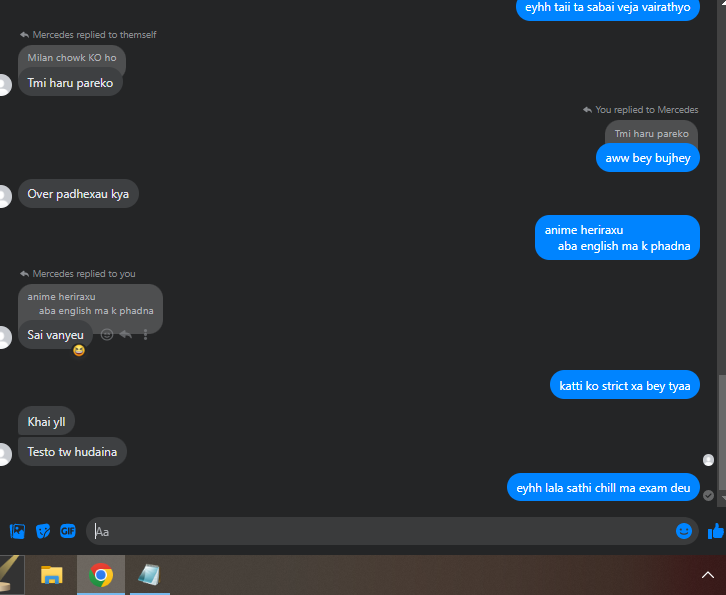 eyhh taii ta sabai veja vairathyo
Mercedes replied to themself
Milan chowk KO ho
Tmi haru pareko
You replied to Mercedes
Tmi haru pareko
aww bey bujhey
Over padhexau kya
anime heriraxu
aba english ma k phadna
Mercedes replied to you
anime heriraxu
aba english ma k phadna
Sai vanyeu
katti ko strict xa bey tyaa
Khai yll
Testo tw hudaina
eyhh lala sathi chill ma exam deu
GIF
Aa